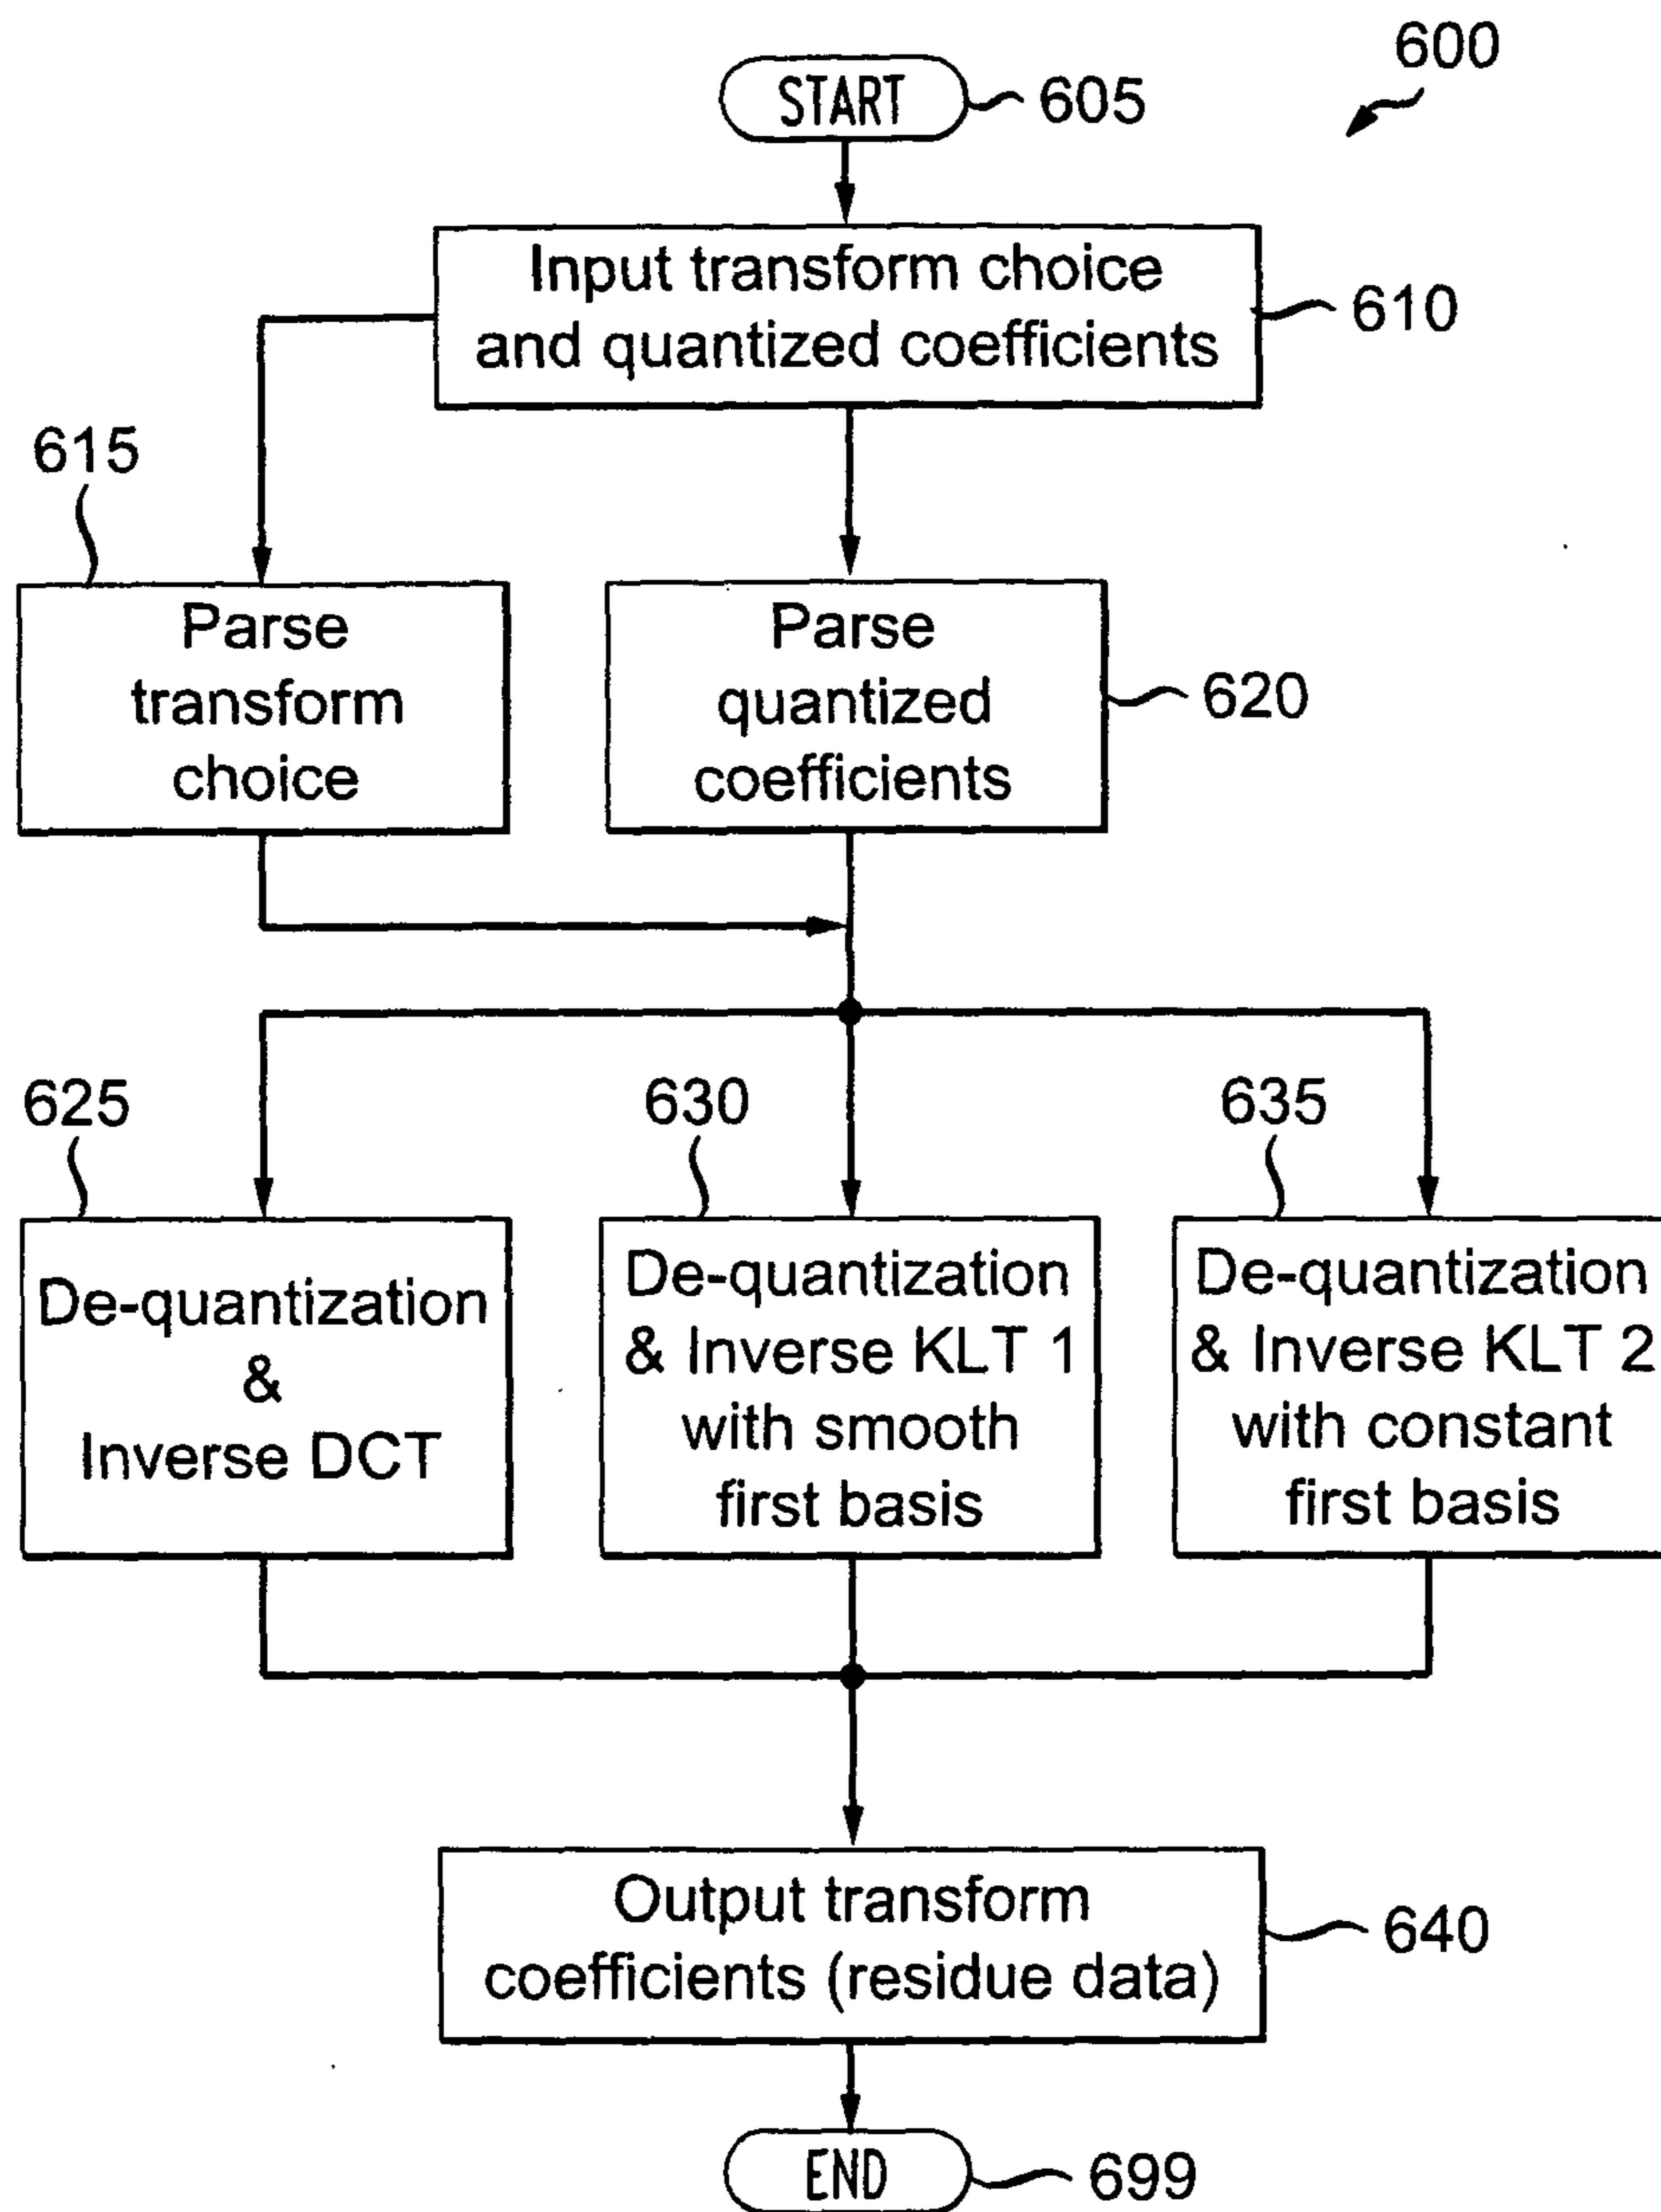 600
START
605
Input transform choice
and quantized coefficients
610
615
Parse
transform
choice
Parse
quantized
coefficients
620
625
De-quantization
&
Inverse DCT
630
De-quantization
& Inverse KLT 1
with smooth
first basis
635
De-quantization
& Inverse KLT 2
with constant
first basis
Output transform
coefficients (residue data)
640
END
699